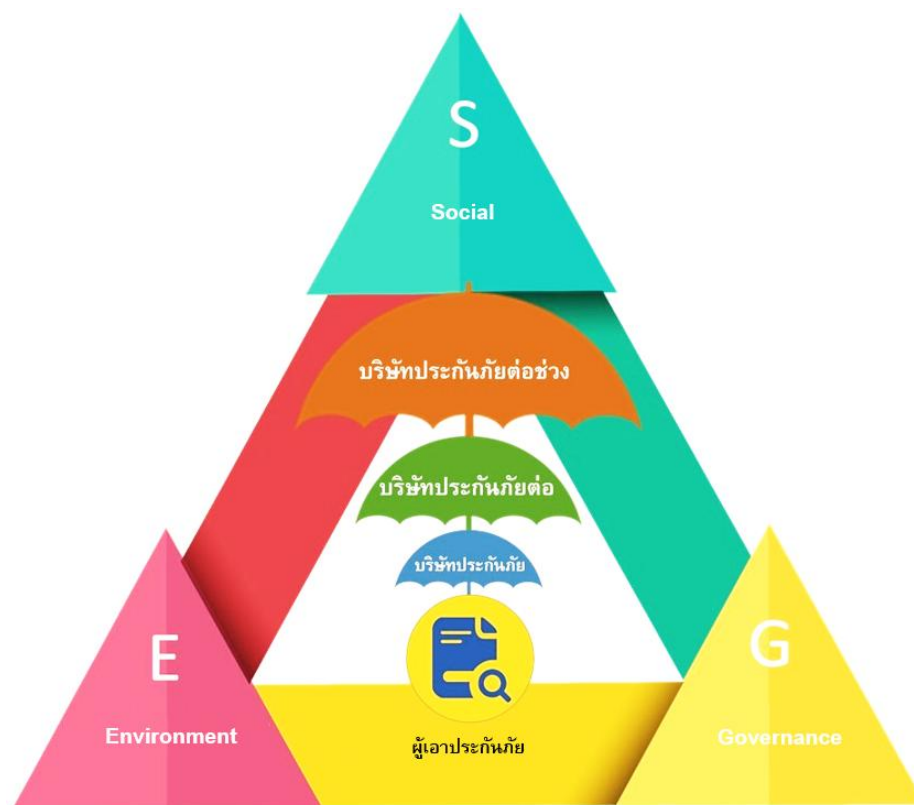 S
Social
บริษัทประกันภัยต่อช่วง
บริษัทประกันภัยต่อ
บริษัทประกันภัย
E
Environment
G
Governance
ผู้เอาประกันภัย